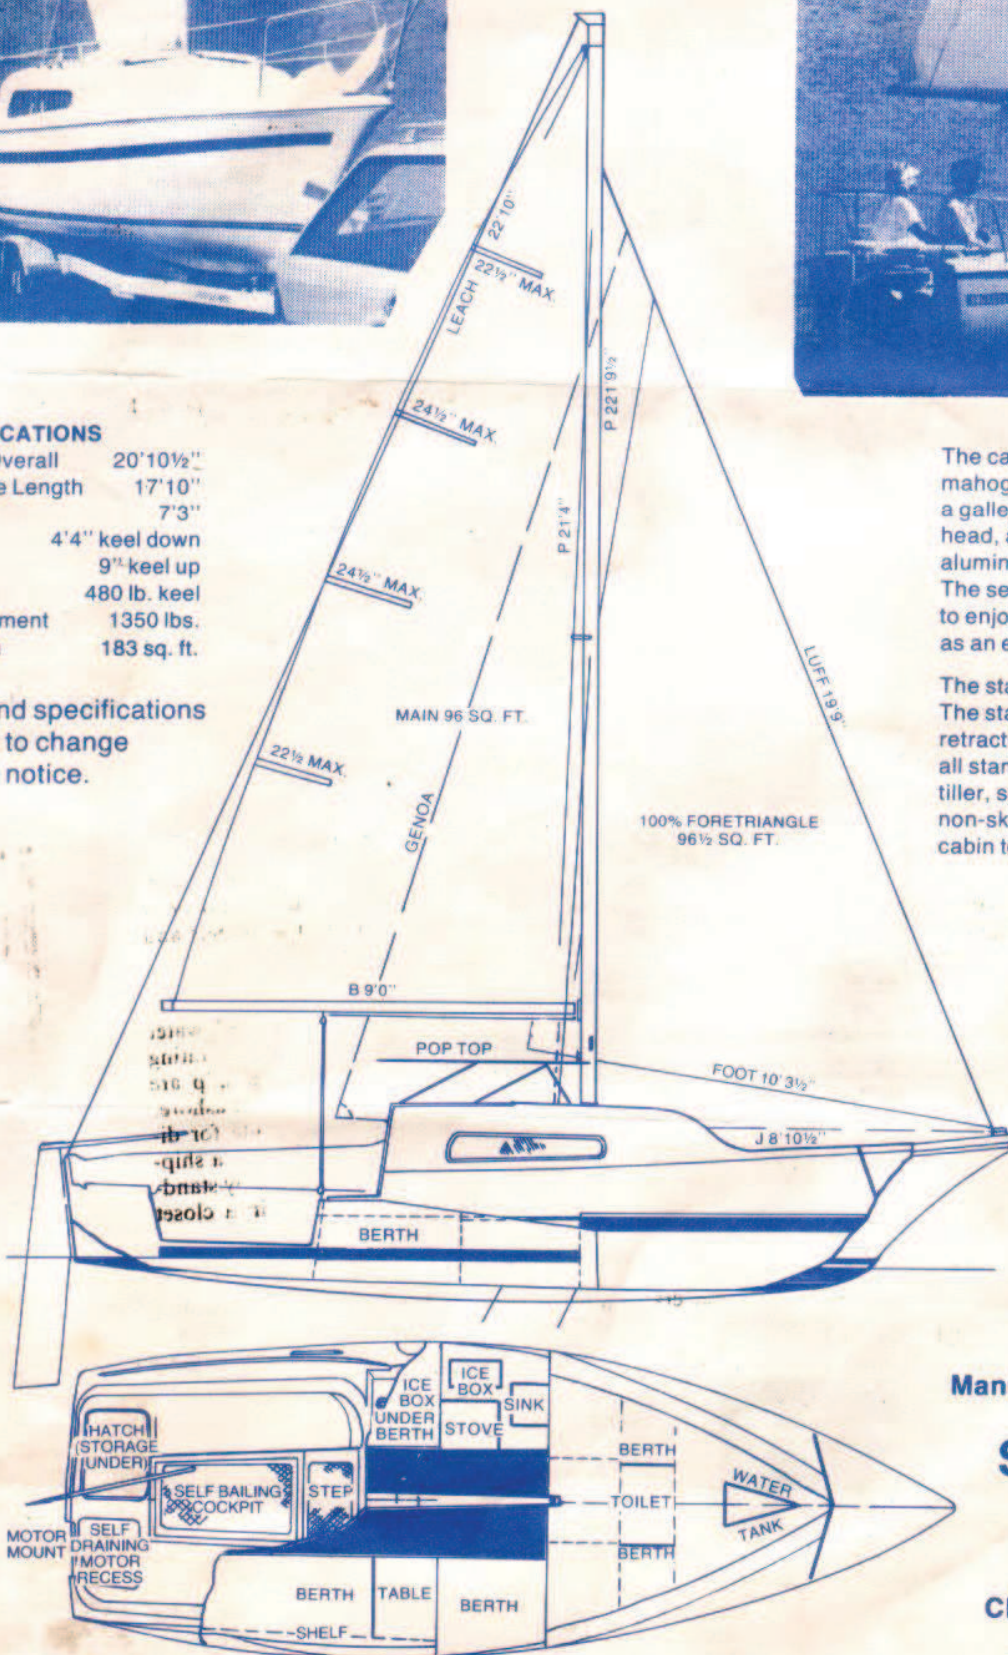 CATIONS
verall 20'10½"
e Length 17'10"
7'3"
4'4" keel down
9" keel up
480 lb. keel
ment 1350 lbs.
183 sq. ft.
nd specifications
to change
notice.
22'10"
22½" MAX.
LEACH
24½" MAX.
24½" MAX.
22½ MAX.
P 221 9½"
P 21'4"
MAIN 96 SQ. FT.
GENOA
LUFF 19'9"
100% FORETRIANGLE
96½ SQ. FT.
B 9'0"
POP TOP
FOOT 10' 3½"
J 8'10½"
BERTH
The ca
mahog
a galle
head, a
alumin
The se
to enjo
as an e
The sta
The sta
retract
all stan
tiller, s
non-sk
cabin t
HATCH
(STORAGE
UNDER)
SELF BAILING
COCKPIT
STEP
ICE
BOX
UNDER
BERTH
ICE
BOX
STOVE
SINK
BERTH
TOILET
BERTH
WATER
TANK
MOTOR
MOUNT
SELF
DRAINING
MOTOR
RECESS
BERTH
TABLE
BERTH
SHELF
Man
S